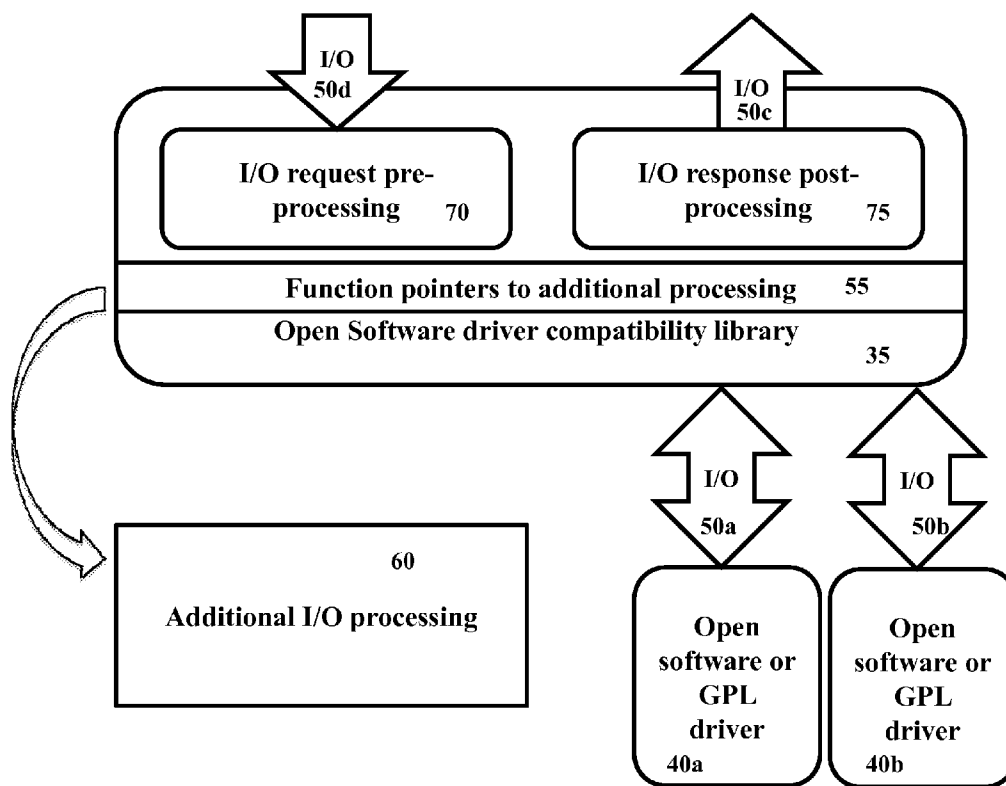 I/O
50d
I/O
50c
I/O request pre-
processing 70
I/O response post-
processing 75
Function pointers to additional processing 55
Open Software driver compatibility library
35
I/O
50a
I/O
50b
60
Additional I/O processing
Open
software or
GPL
driver
40a
Open
software or
GPL
driver
40b